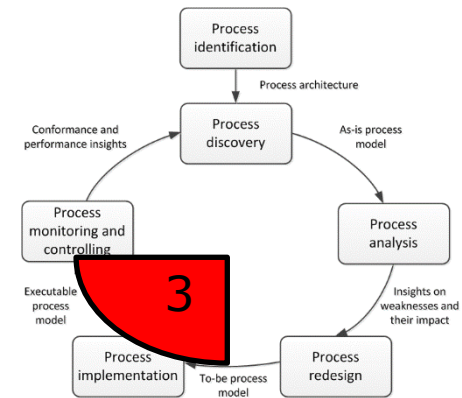 Process
identification
Process architecture
Process
discovery
Conformance and
performance insights
As-is process
model
Process
monitoring and
controlling
Process
analysis
3
Executable
process
model
Insights on
weaknesses and
their impact
Process
implementation
To-be process
model
Process
redesign